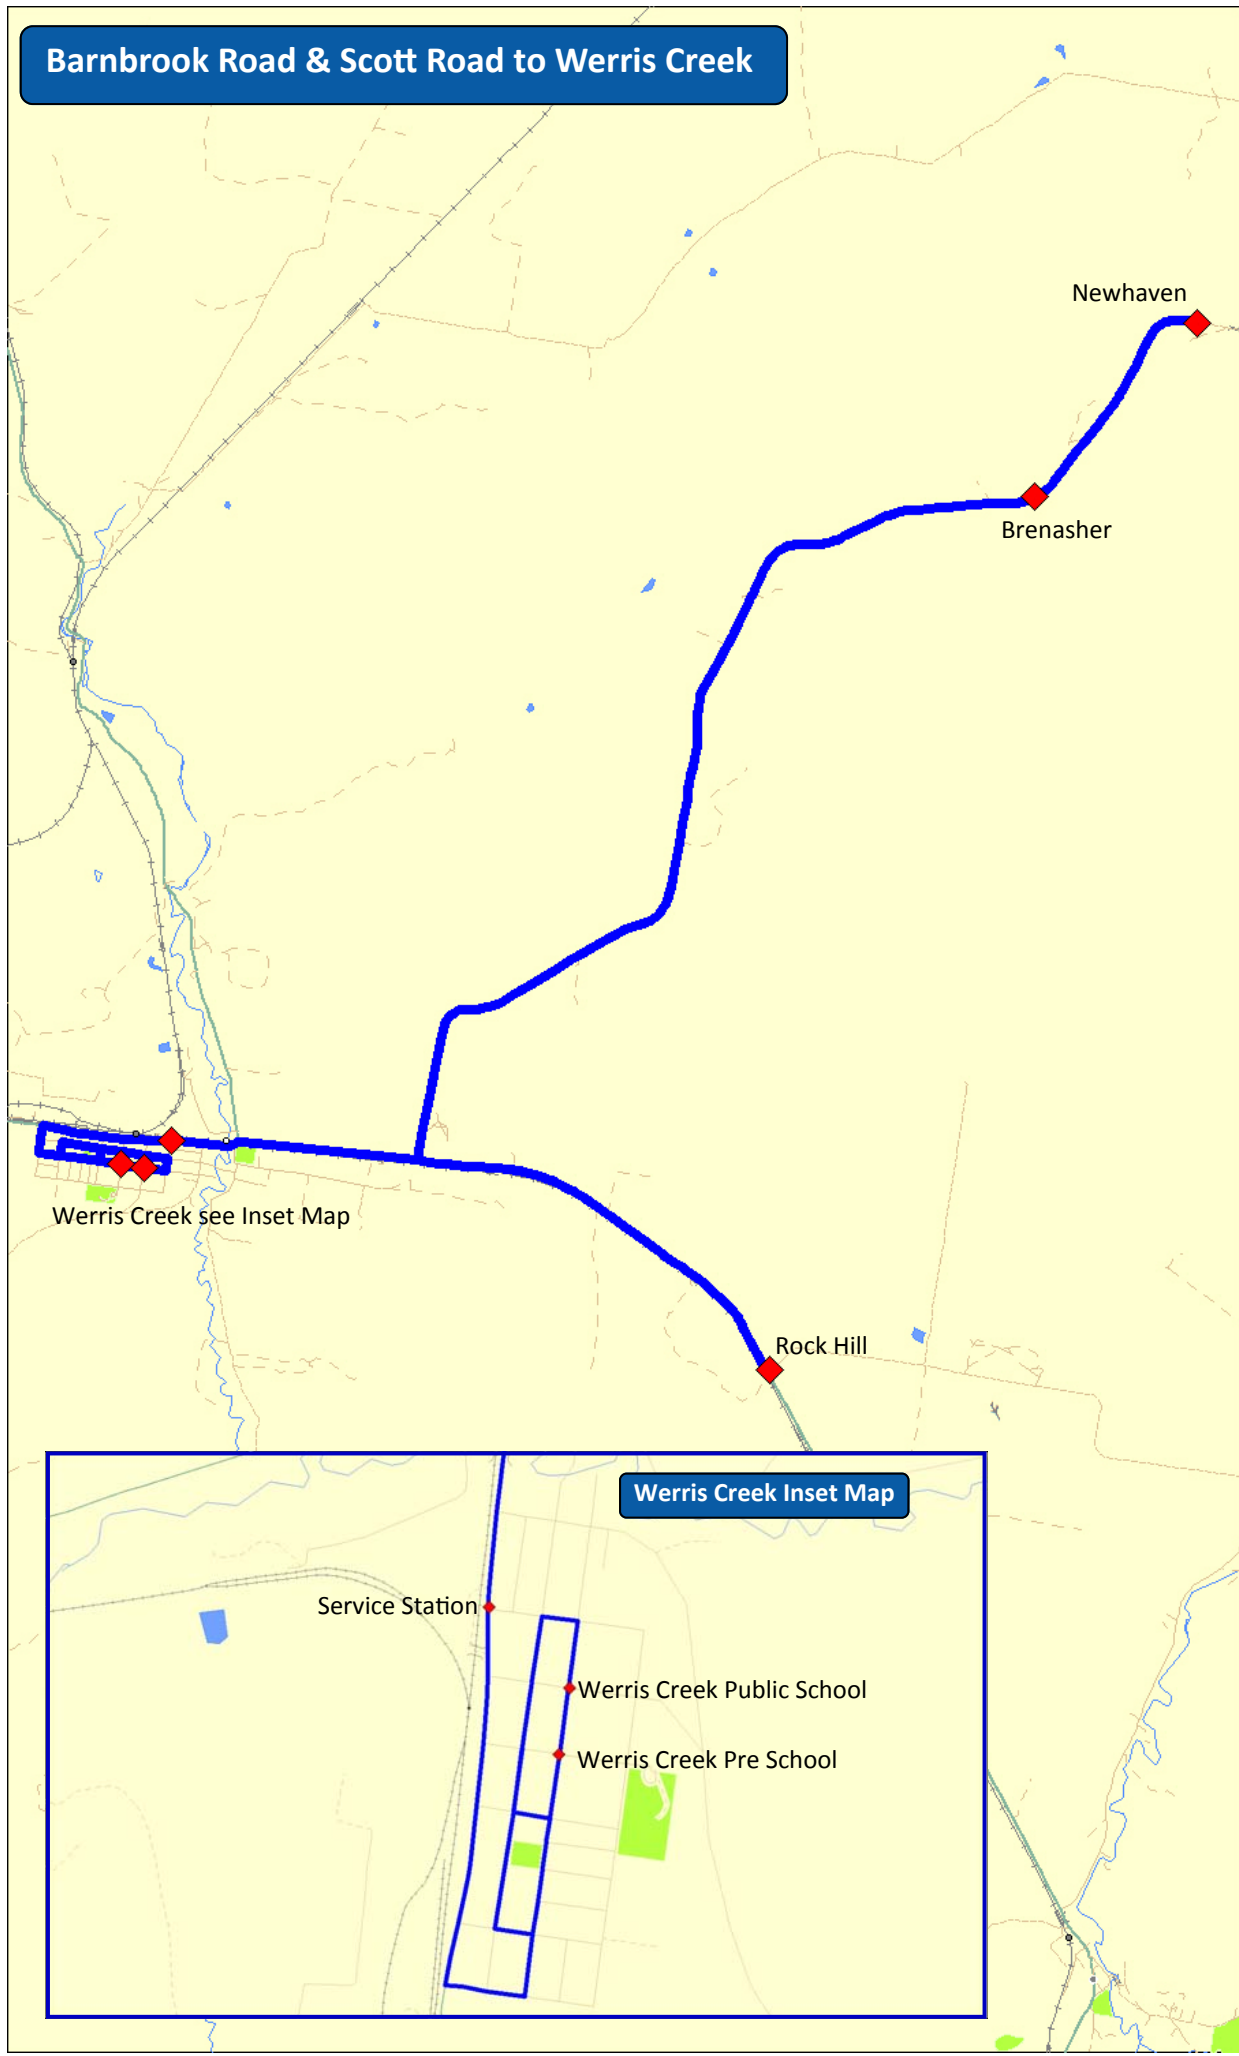 Barnbrook Road & Scott Road to Werris Creek
Newhaven
Brenasher
Werris Creek see Inset Map
Rock Hill
Werris Creek Inset Map
Service Station
Werris Creek Public School
Werris Creek Pre School